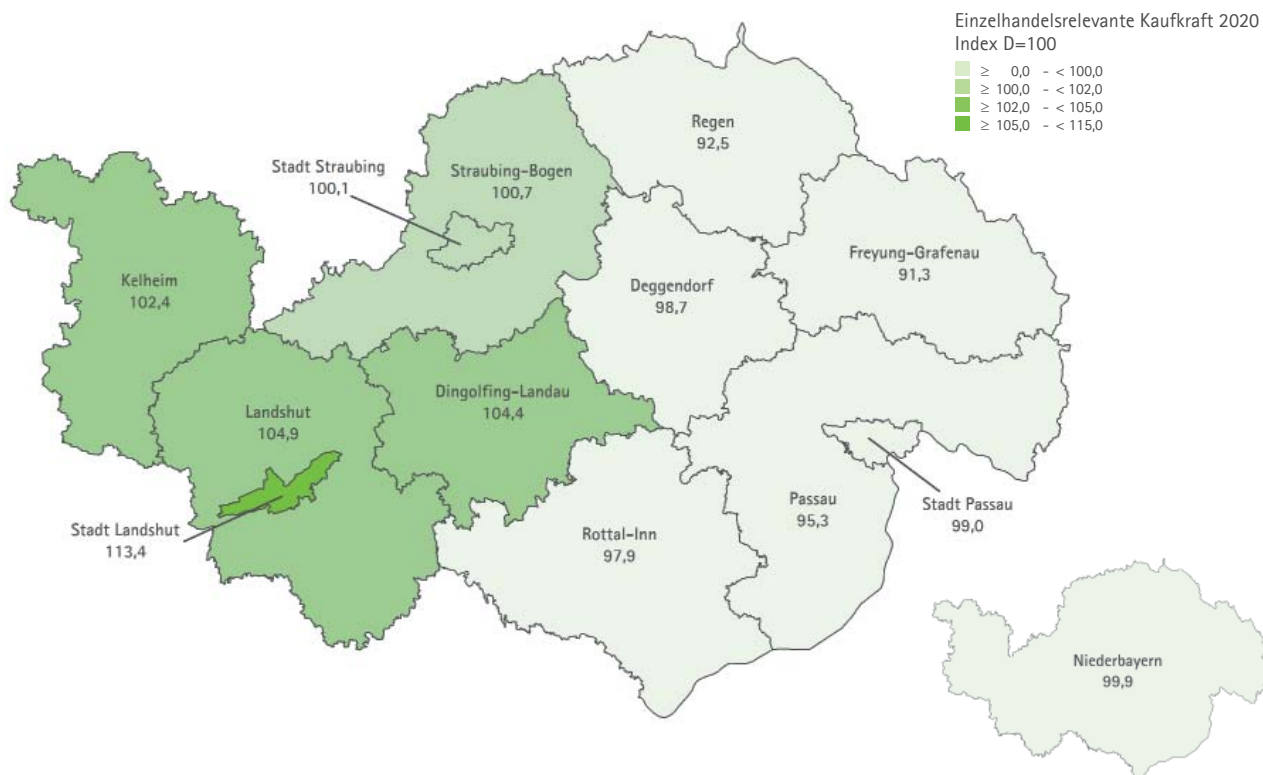 Einzelhandelsrelevante Kaufkraft 2020
Index D=100
≥ 0,0 - < 100,0
≥ 100,0 - < 102,0
≥ 102,0 - < 105,0
≥ 105,0 - < 115,0
Regen
92,5
Stadt Straubing
100,1
Straubing-Bogen
100,7
Freyung-Grafenau
91,3
Kelheim
102,4
Deggendorf
98,7
Dingolfing-Landau
104,4
Landshut
104,9
Passau
95,3
Stadt Passau
99,0
Stadt Landshut
113,4
Rottal-Inn
97,9
Niederbayern
99,9